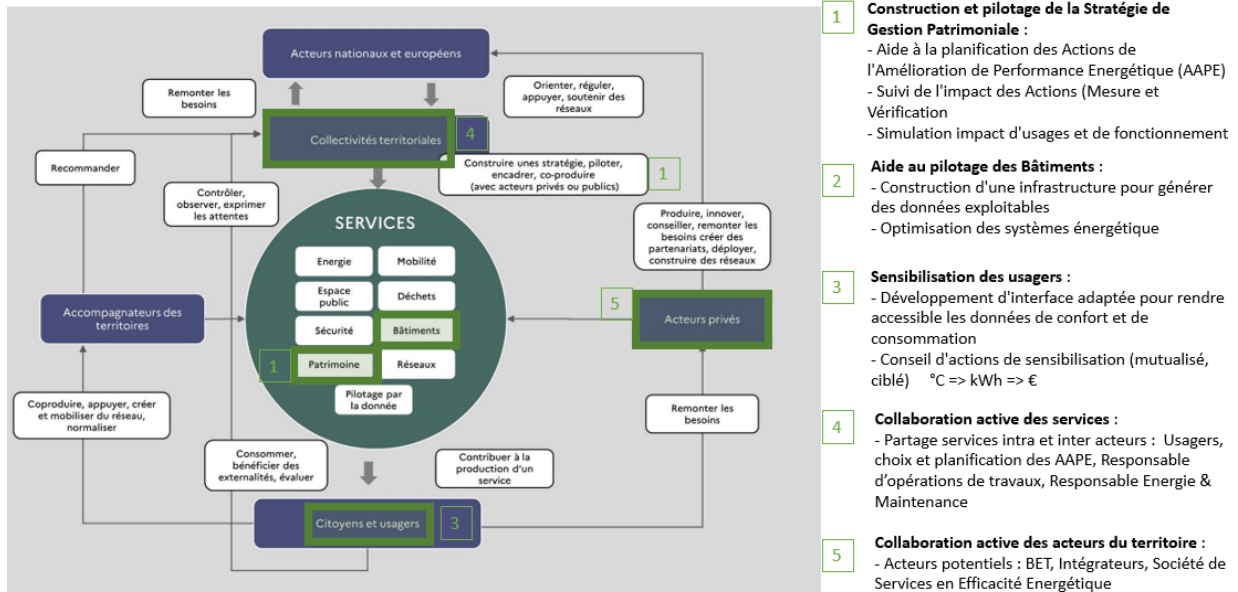 Acteurs nationaux et européens
Remonter les
besoins
Orienter, réguler,
appuyer, soutenir des
réseaux
Collectivités territoriales
4
Recommander
Construire unes stratégie, piloter,
encadrer, co-produire
(avec acteurs privés ou publics)
1
Contrôler,
observer, exprimer
les attentes
SERVICES
Produire, innover,
conseiller, remonter les
besoins créer des
partenariats, déployer,
construire des réseaux
Energie
Mobilité
Espace
public
Déchets
Accompagnateurs des
territoires
5
Acteurs privés
Sécurité
Bâtiments
1
Patrimoine
Réseaux
Pilotage par
la donnée
Coproduire, appuyer, créer
et mobiliser du réseau,
normaliser
Remonter les
besoins
Consommer,
bénéficier des
externalités, évaluer
Contribuer à la
production d'un
service
Citoyens et usagers
3
1
Construction et pilotage de la Stratégie de
Gestion Patrimoniale :
- Aide à la planification des Actions de
l'Amélioration de Performance Energétique (AAPE)
- Suivi de l'impact des Actions (Mesure et
Vérification
- Simulation impact d'usages et de fonctionnement
2
Aide au pilotage des Bâtiments :
- Construction d'une infrastructure pour générer
des données exploitables
- Optimisation des systèmes énergétique
3
Sensibilisation des usagers :
- Développement d'interface adaptée pour rendre
accessible les données de confort et de
consommation
- Conseil d'actions de sensibilisation (mutualisé,
ciblé) °C => kWh => €
4
Collaboration active des services :
- Partage services intra et inter acteurs : Usagers,
choix et planification des AAPE, Responsable
d'opérations de travaux, Responsable Energie &
Maintenance
5
Collaboration active des acteurs du territoire :
- Acteurs potentiels : BET, Intégrateurs, Société de
Services en Efficacité Energétique